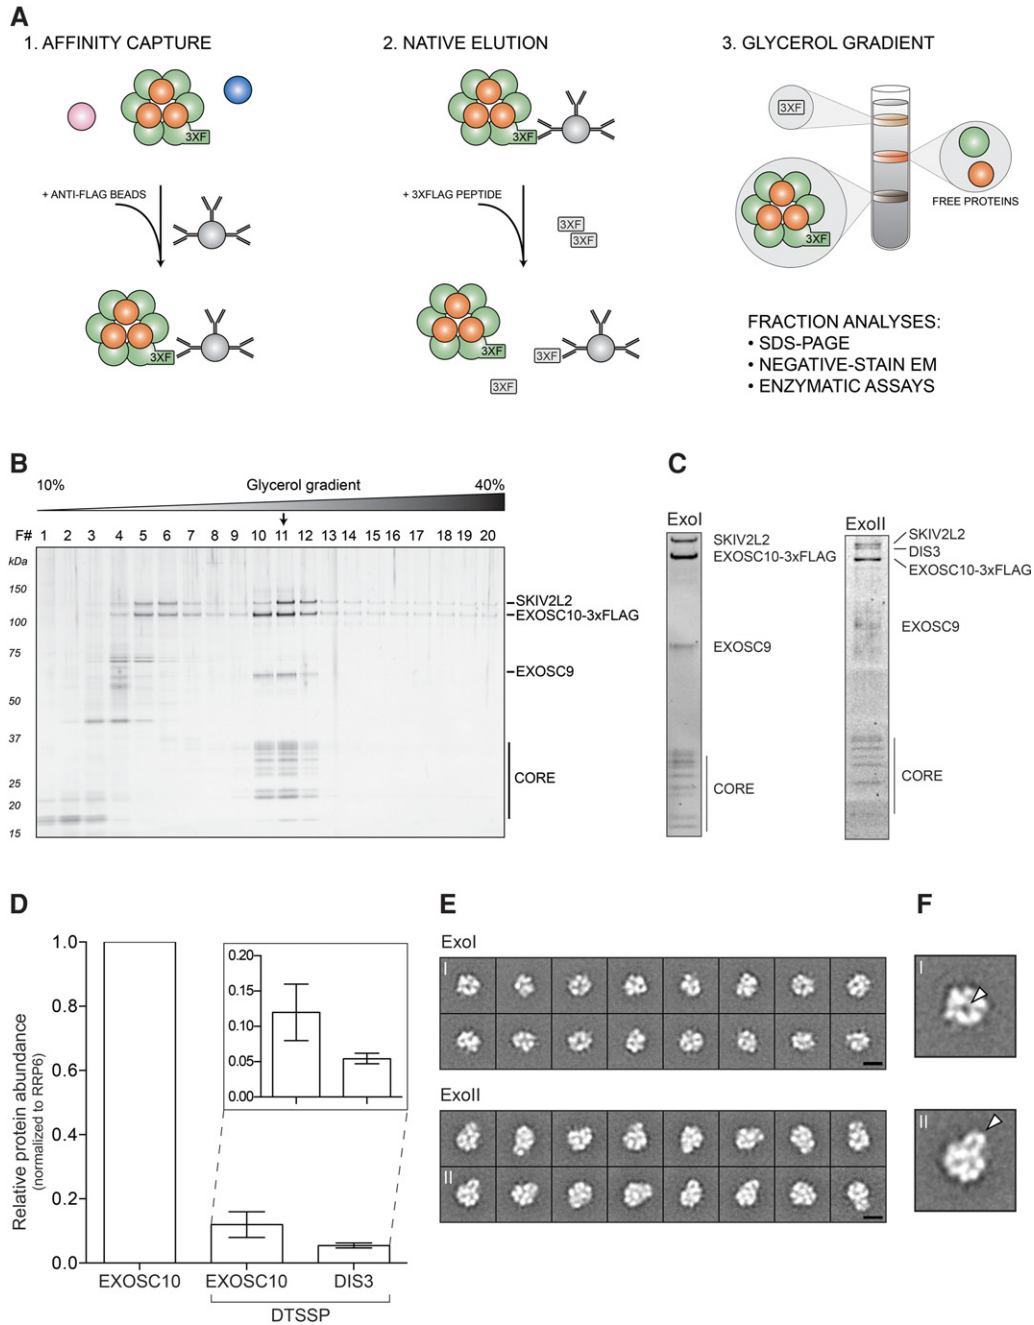 A
1. AFFINITY CAPTURE
2. NATIVE ELUTION
3. GLYCEROL GRADIENT
3XF
3XF
3XF
+ ANTI-FLAG BEADS
+ 3XFLAG PEPTIDE
3XF
3XF
FREE PROTEINS
3XF
3XF
3XF
3XF
3XF
FRACTION ANALYSES:
• SDS-PAGE
• NEGATIVE-STAIN EM
• ENZYMATIC ASSAYS
B
10% Glycerol gradient 40%
F# 1 2 3 4 5 6 7 8 9 10 11 12 13 14 15 16 17 18 19 20
kDa
150
100
75
50
37
25
20
15
SKIV2L2
EXOSC10-3xFLAG
EXOSC9
CORE
C
ExoI
SKIV2L2
EXOSC10-3xFLAG
EXOSC9
CORE
ExoII
SKIV2L2
DIS3
EXOSC10-3xFLAG
EXOSC9
CORE
D
Relative protein abundance
(normalized to RRP6)
1.0
0.8
0.6
0.4
0.2
0.0
0.20
0.15
0.10
0.05
0.00
EXOSC10 EXOSC10 DIS3
DTSSP
E
ExoI
I
ExoII
II
F
I
II